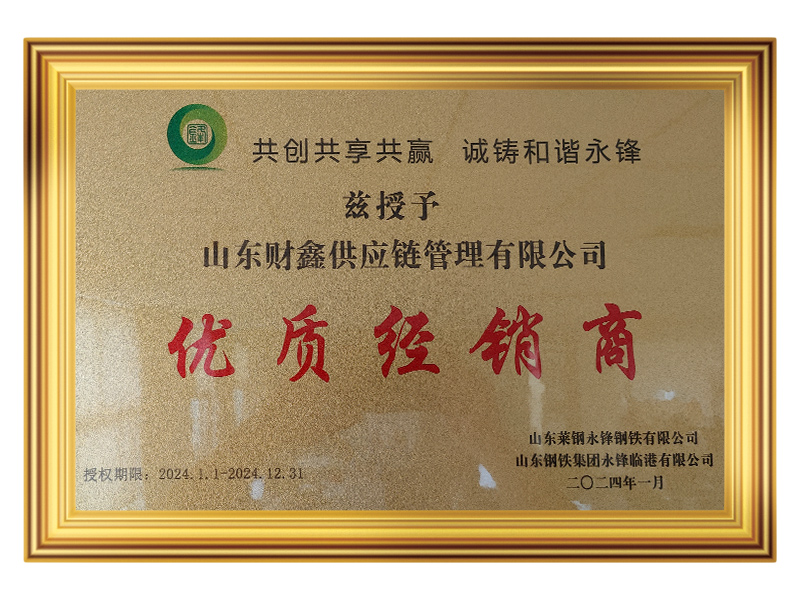 共创共享共赢 诚铸和谐永锋
兹授予
山东财鑫供应链管理有限公司
优质经销商
山东莱钢永锋钢铁有限公司
山东钢铁集团永锋临港有限公司
授权期限：2024.1.1-2024.12.31
二〇二四年一月